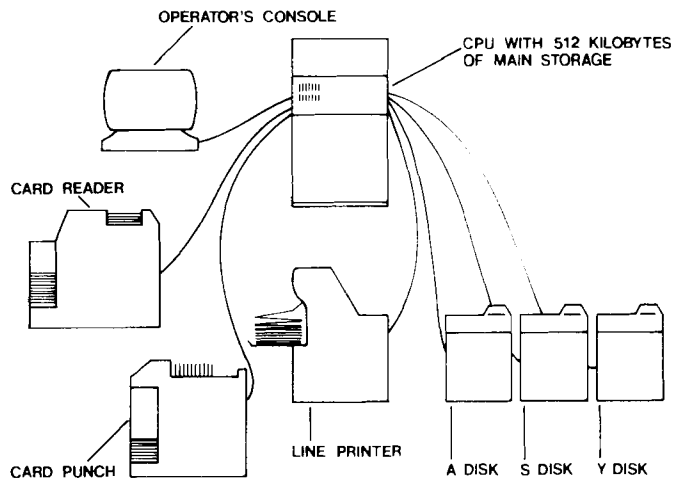 OPERATOR'S CONSOLE
CPU WITH 512 KILOBYTES
OF MAIN STORAGE
CARD READER
CARD PUNCH
LINE PRINTER
A DISK
S DISK
Y DISK